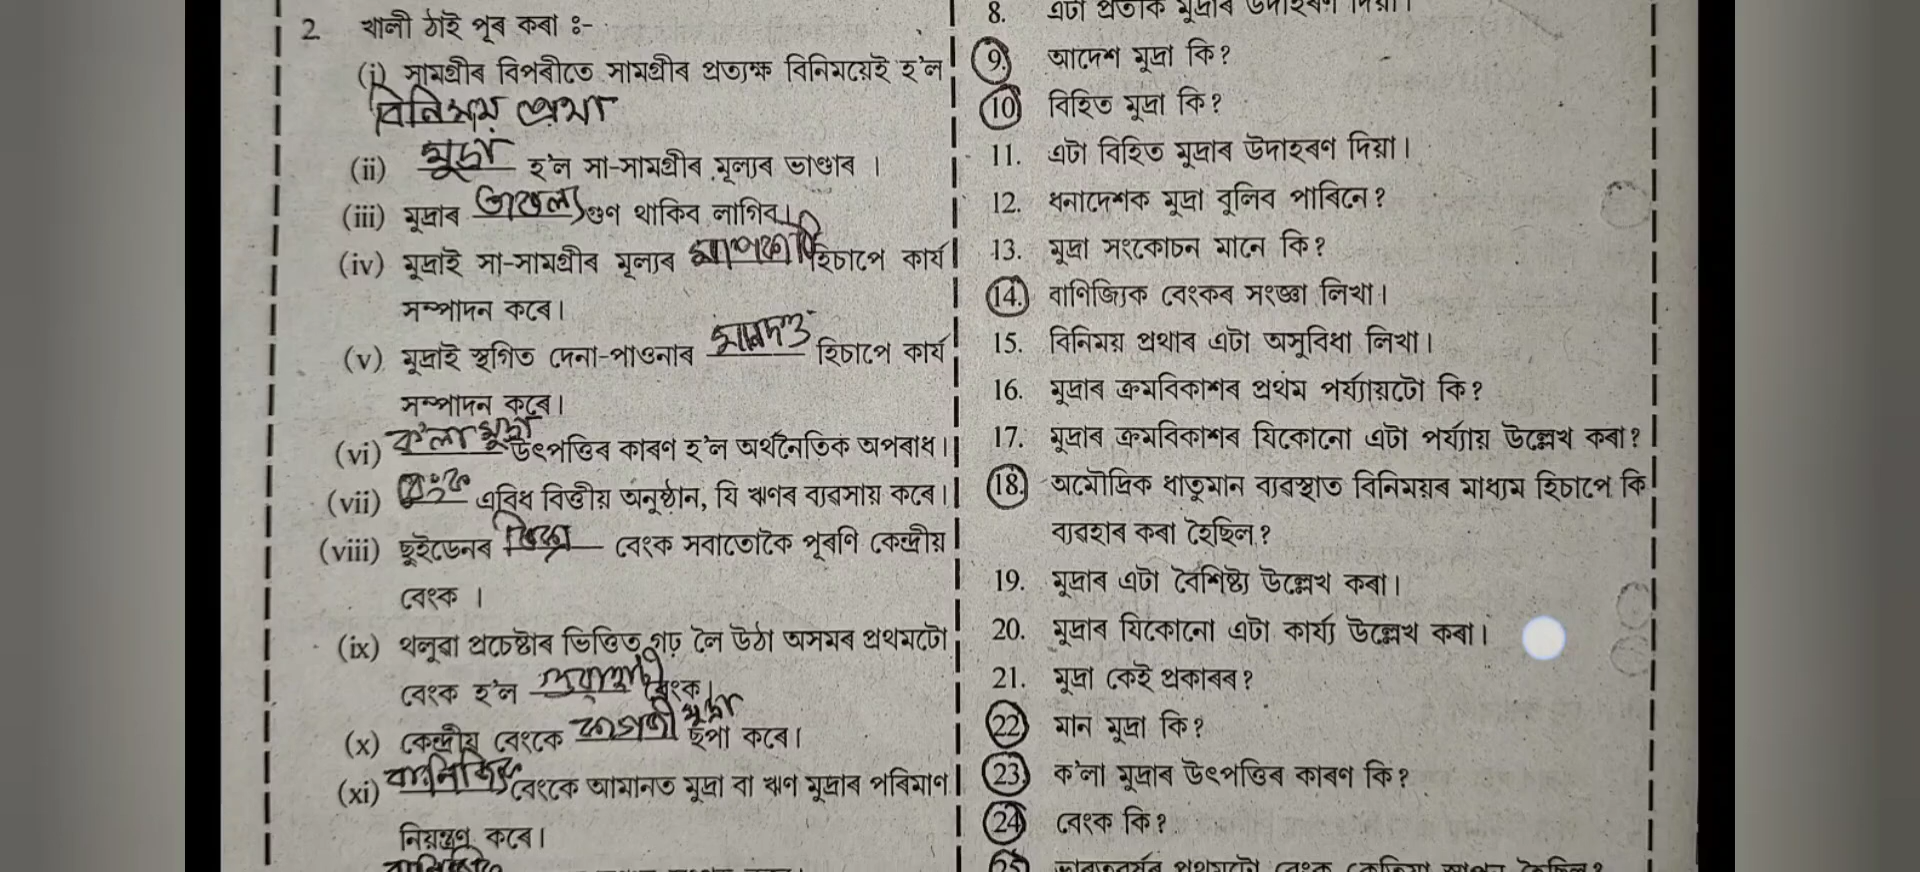 2 খালী ঠাই পূৰ কৰা ঃ-
(i) সামগ্ৰীৰ বিপৰীতে সামগ্ৰীৰ প্ৰত্যক্ষ বিনিময়েই হ'ল
বিনিময় প্ৰথা
(ii) মুদ্ৰা হ'ল সা-সামগ্ৰীৰ মূল্যৰ ভাণ্ডাৰ ।
(iii) মুদ্ৰাৰ গুণ থাকিব লাগিব।
(iv) মুদ্ৰাই সা-সামগ্ৰীৰ মূল্যৰ মাপকাঠি হিচাপে কাৰ্য
সম্পাদন কৰে।
(v) মুদ্ৰাই স্থগিত দেনা-পাওনাৰ মানদণ্ড হিচাপে কাৰ্য
সম্পাদন কৰে।
(vi) ক'লা মুদ্ৰা উৎপত্তিৰ কাৰণ হ'ল অৰ্থনৈতিক অপৰাধ।
(vii) বেংক এবিধ বিত্তীয় অনুষ্ঠান, যি ঋণৰ ব্যৱসায় কৰে।
(viii) ছুইডেনৰ ৰিক্স বেংক সবাতোকৈ পূৰণি কেন্দ্ৰীয়
বেংক ।
(ix) থলুৱা প্ৰচেষ্টাৰ ভিত্তিত গঢ় লৈ উঠা অসমৰ প্ৰথমটো
বেংক হ'ল বেংক।
(x) কেন্দ্ৰীয় বেংকে কাগজী মুদ্ৰা ছপা কৰে।
(xi) বাণিজ্যিক বেংকে আমানত মুদ্ৰা বা ঋণ মুদ্ৰাৰ পৰিমাণ
নিয়ন্ত্ৰণ কৰে।
8. এটা প্ৰতীক মুদ্ৰাৰ উদাহৰণ দিয়া।
9. আদেশ মুদ্ৰা কি?
10 বিহিত মুদ্ৰা কি?
11. এটা বিহিত মুদ্ৰাৰ উদাহৰণ দিয়া।
12. ধনাদেশক মুদ্ৰা বুলিব পাৰিনে?
13. মুদ্ৰা সংকোচন মানে কি?
14. বাণিজ্যিক বেংকৰ সংজ্ঞা লিখা।
15. বিনিময় প্ৰথাৰ এটা অসুবিধা লিখা।
16. মুদ্ৰাৰ ক্ৰমবিকাশৰ প্ৰথম পৰ্য্যায়টো কি?
17. মুদ্ৰাৰ ক্ৰমবিকাশৰ যিকোনো এটা পৰ্য্যায় উল্লেখ কৰা?
18. অমৌদ্ৰিক ধাতুমান ব্যৱস্থাত বিনিময়ৰ মাধ্যম হিচাপে কি
ব্যৱহাৰ কৰা হৈছিল?
19. মুদ্ৰাৰ এটা বৈশিষ্ট্য উল্লেখ কৰা।
20. মুদ্ৰাৰ যিকোনো এটা কাৰ্য্য উল্লেখ কৰা।
21. মুদ্ৰা কেই প্ৰকাৰৰ?
22 মান মুদ্ৰা কি?
23. ক'লা মুদ্ৰাৰ উৎপত্তিৰ কাৰণ কি?
24 বেংক কি?
25